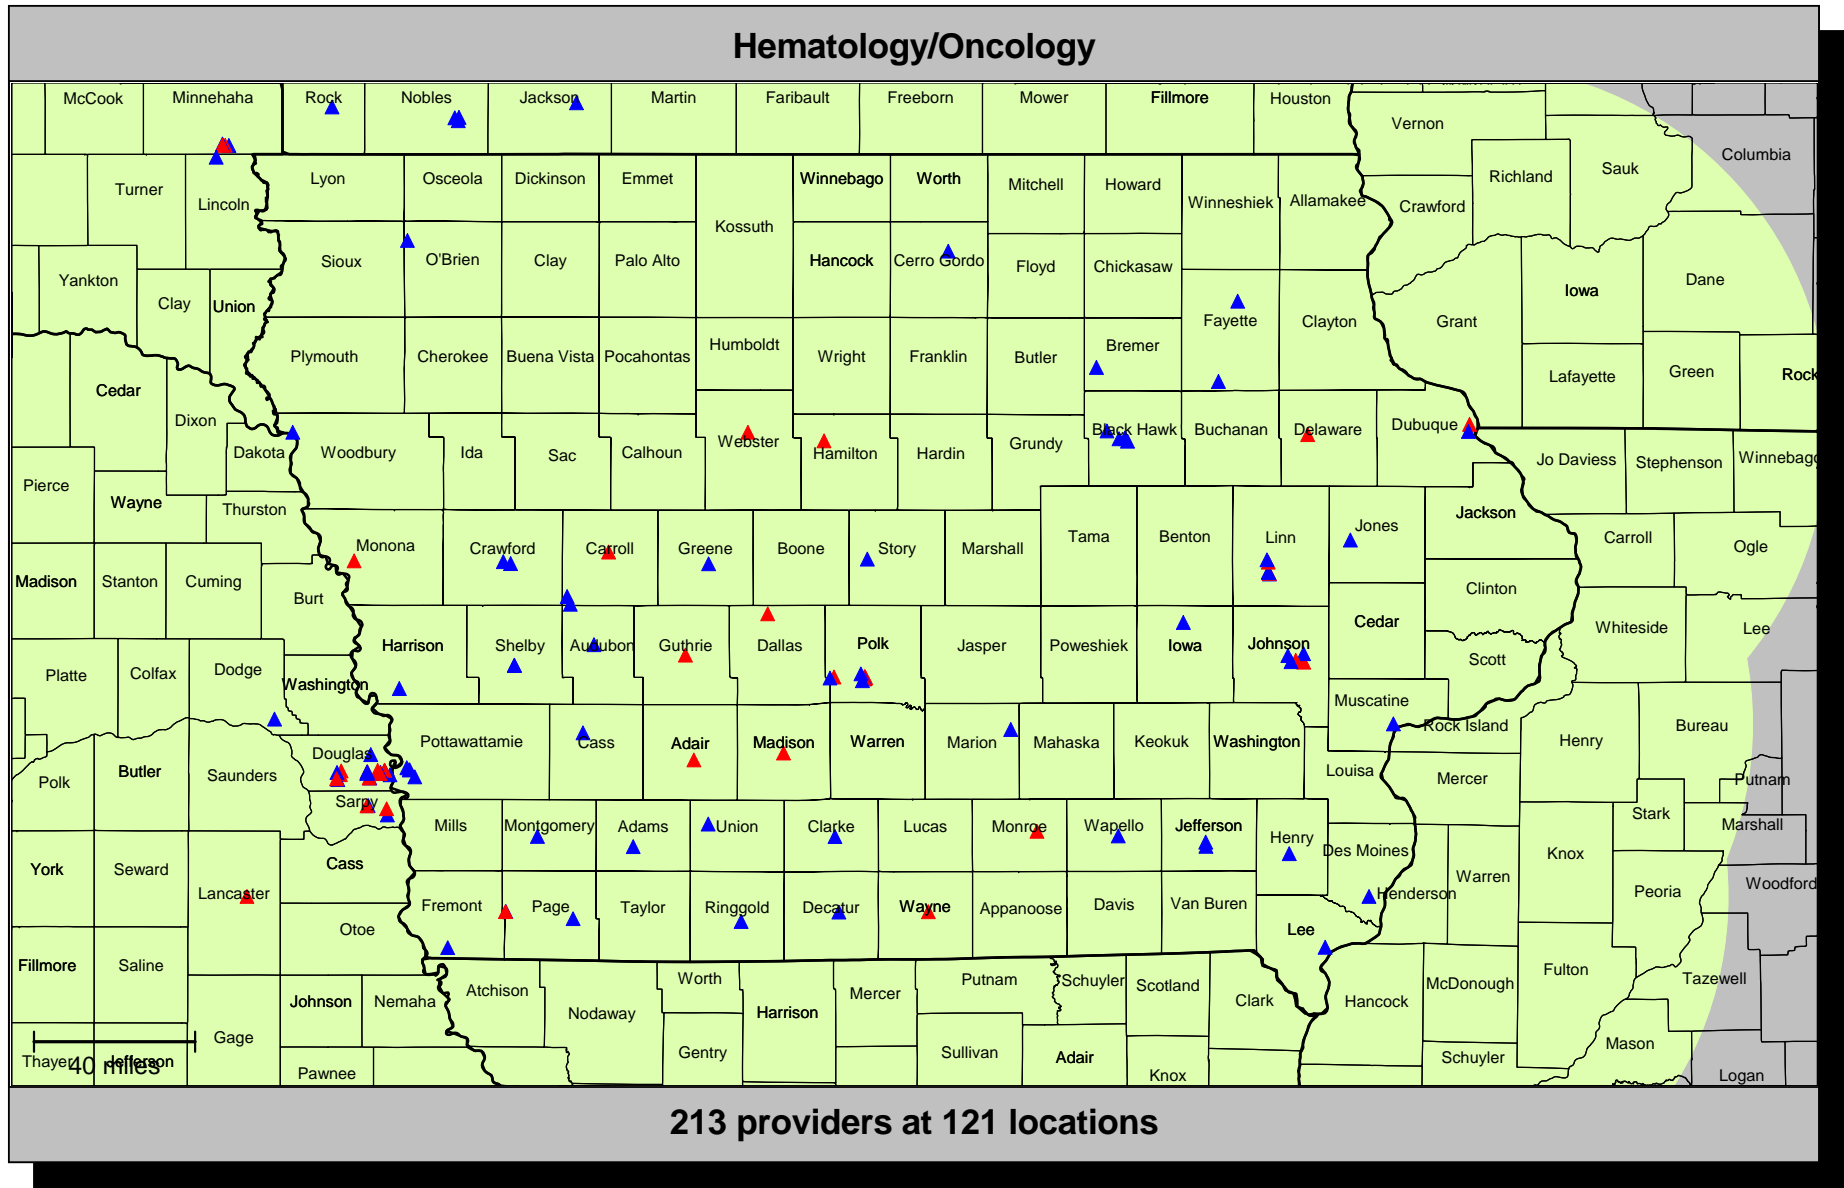 Hematology/Oncology
McCook Minnehaha Rock Nobles Jackson Martin Faribault Freeborn Mower Fillmore Houston
Vernon
Columbia
Sauk
Richland
Turner Lyon Osceola Dickinson Emmet Winnebago Worth Mitchell Howard
Lincoln Winneshiek Allamakee Crawford
Kossuth
Yankton Sioux O'Brien Clay Palo Alto Hancock Cerro Gordo Floyd Chickasaw Dane
Clay Union Iowa
Fayette Clayton Grant
Plymouth Cherokee Buena Vista Pocahontas Humboldt Wright Franklin Butler Bremer
Cedar Lafayette Green Rock
Dixon Dubuque
Dakota Woodbury Ida Sac Calhoun Webster Hamilton Hardin Grundy Black Hawk Buchanan Delaware
Jo Daviess Stephenson Winnebago
Pierce
Wayne Thurston Jackson
Monona Crawford Carroll Greene Boone Story Marshall Tama Benton Linn Jones Carroll Ogle
Madison Stanton Cuming Burt Clinton
Harrison Shelby Audubon Guthrie Dallas Polk Jasper Poweshiek Iowa Johnson Cedar Whiteside Lee
Scott
Platte Colfax Dodge Washington
Muscatine Rock Island
Douglas Pottawattamie Cass Adair Madison Warren Marion Mahaska Keokuk Washington Henry Bureau
Polk Butler Saunders Louisa Mercer Putnam
Sarpy Stark Marshall
Mills Montgomery Adams Union Clarke Lucas Monroe Wapello Jefferson Henry Des Moines Knox
York Seward Cass
Lancaster Henderson Warren Peoria Woodford
Fremont Page Taylor Ringgold Decatur Wayne Appanoose Davis Van Buren
Otoe Lee
Fillmore Saline Fulton Tazewell
Johnson Nemaha Atchison Worth Mercer Putnam Schuyler Scotland Clark Hancock McDonough
Nodaway Harrison
Gage Gentry Sullivan Adair Mason
Thayer Jefferson
40 miles
Pawnee Knox Schuyler Logan
213 providers at 121 locations